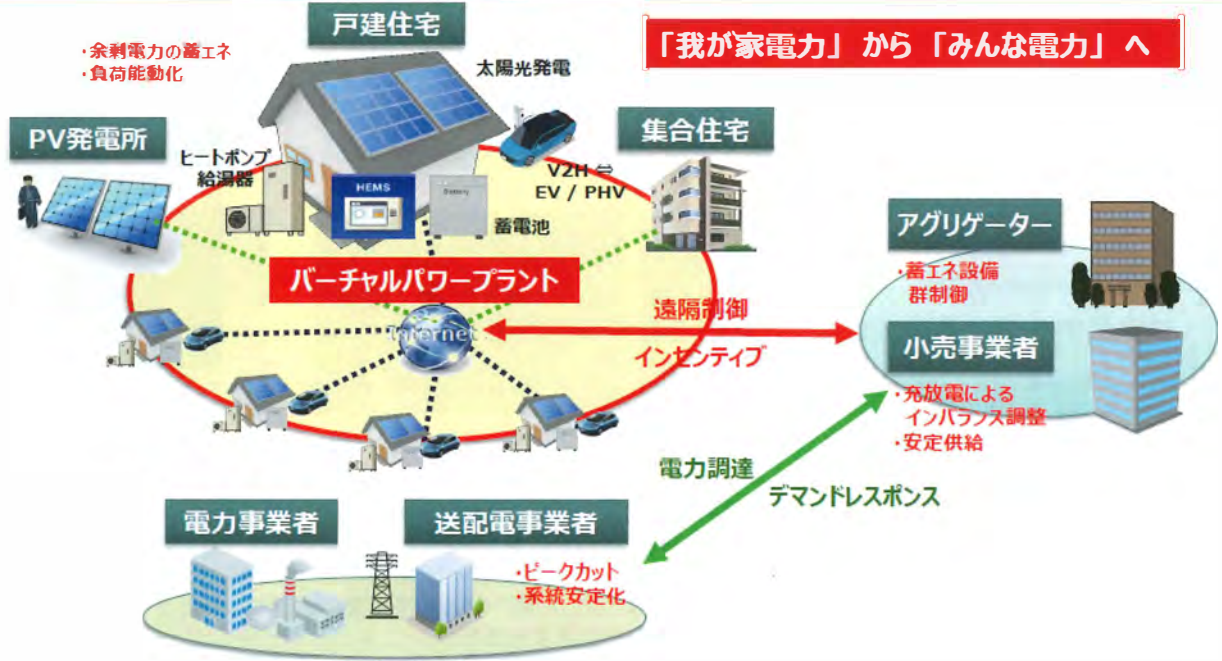 戸建住宅
「我が家電力」から「みんな電力」へ
・余剰電力の蓄エネ
・負荷能動化
太陽光発電
PV発電所
集合住宅
ヒートポンプ
給湯器
HEMS
Battery
V2H ⇔
EV / PHV
蓄電池
アグリゲーター
・蓄エネ設備
群制御
バーチャルパワープラント
遠隔制御
Internet
インセンティブ
小売事業者
・充放電による
インバランス調整
・安定供給
電力調達
デマンドレスポンス
電力事業者
送配電事業者
・ピークカット
・系統安定化